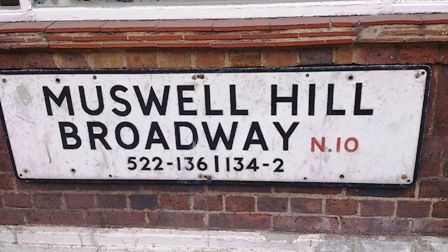 MUSWELL HILL
BROADWAY N.10
522-136 | 134-2